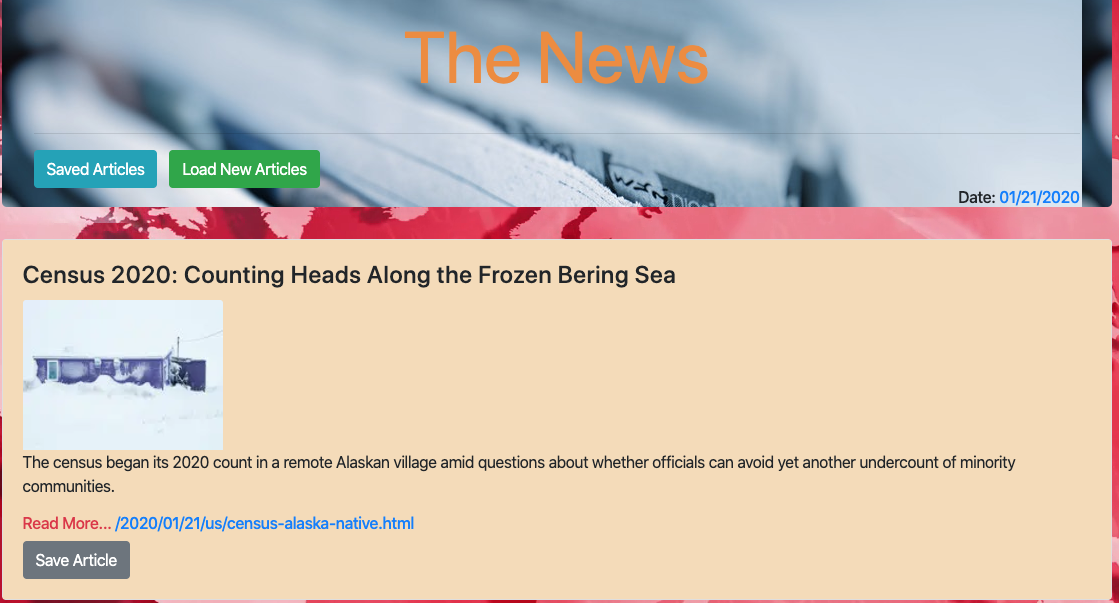 The News
Saved Articles
Load New Articles
Date: 01/21/2020
Census 2020: Counting Heads Along the Frozen Bering Sea
The census began its 2020 count in a remote Alaskan village amid questions about whether officials can avoid yet another undercount of minority
communities.
Read More... /2020/01/21/us/census-alaska-native.html
Save Article